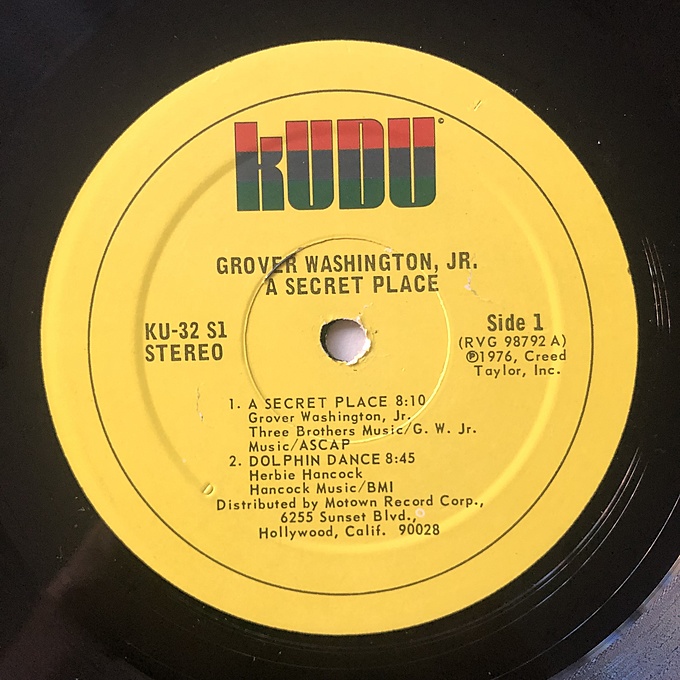 kUDU©
GROVER WASHINGTON, JR.
A SECRET PLACE
KU-32 S1
STEREO
Side 1
(RVG 98792 A)
℗1976, Creed
Taylor, Inc.
1. A SECRET PLACE 8:10
Grover Washington, Jr.
Three Brothers Music/G. W. Jr.
Music/ASCAP
2. DOLPHIN DANCE 8:45
Herbie Hancock
Hancock Music/BMI
Distributed by Motown Record Corp.,
6255 Sunset Blvd.,
Hollywood, Calif. 90028